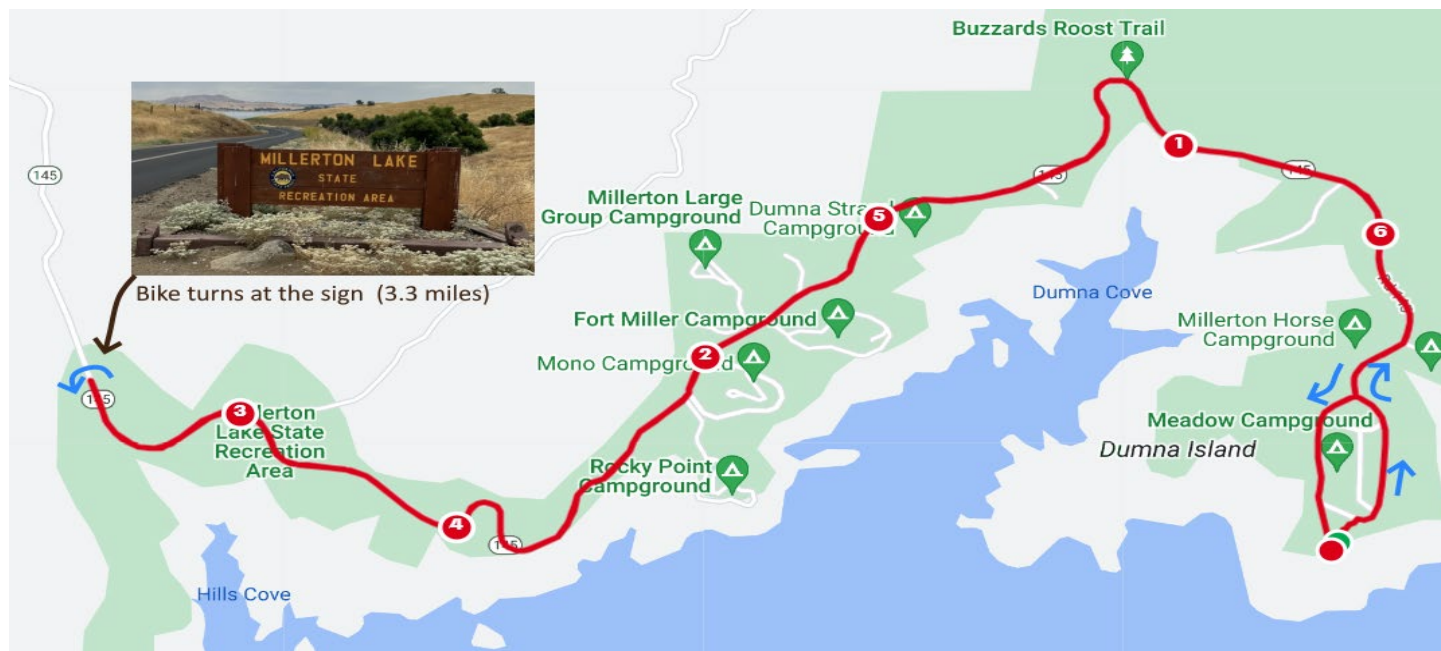 Buzzards Roost Trail
MILLERTON LAKE
STATE
RECREATION AREA
145
Bike turns at the sign (3.3 miles)
Millerton Large
Group Campground
Dumna Strand
Campground
5
145
1
145
6
Dumna Cove
Fort Miller Campground
Mono Campground
2
Millerton Horse
Campground
145
3
Lake State
Recreation
Area
Meadow Campground
Dumna Island
Rocky Point
Campground
4
145
Hills Cove